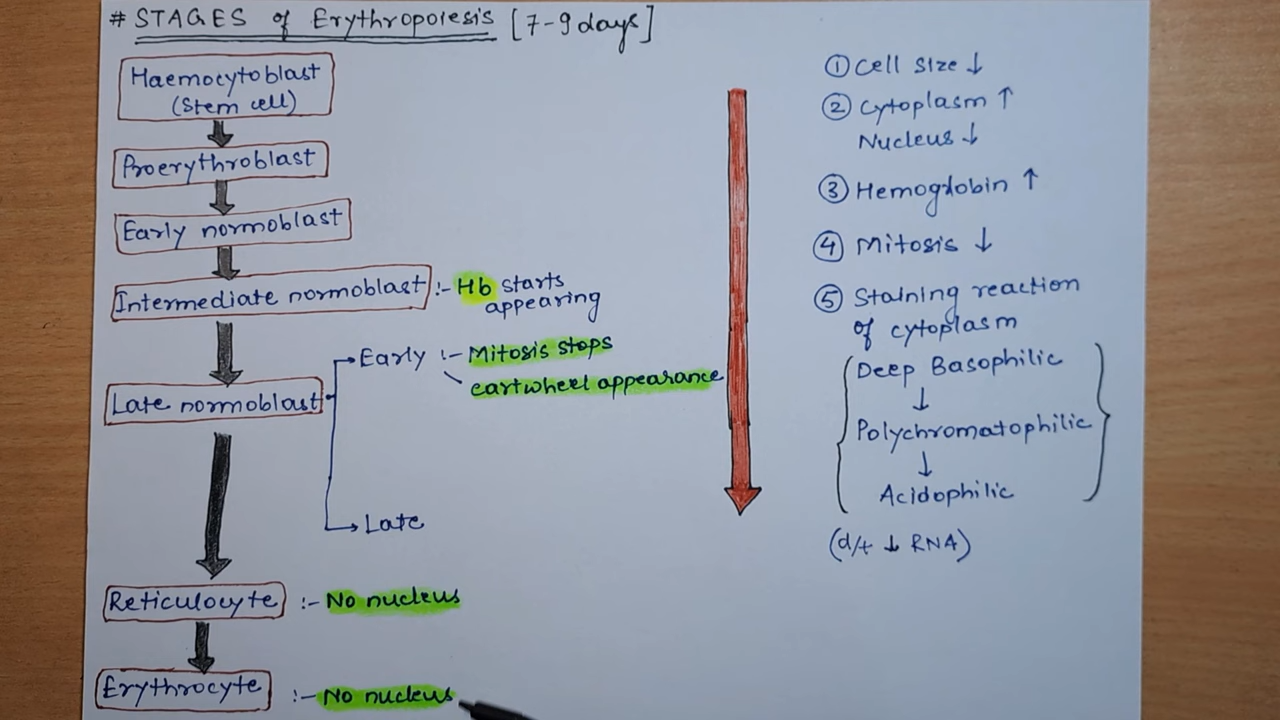 # STAGES of Erythropoiesis [7-9 days]
Haemocytoblast
(Stem cell)
Proerythroblast
Early normoblast
Intermediate normoblast :- Hb starts
appearing
Late normoblast
Early :- Mitosis stops
cartwheel appearance
Late
Reticulocyte :- No nucleus
Erythrocyte :- No nucleus
① Cell size ↓
② Cytoplasm ↑
Nucleus ↓
③ Hemoglobin ↑
④ Mitosis ↓
⑤ Staining reaction
of cytoplasm
Deep Basophilic
↓
Polychromatophilic
↓
Acidophilic
(d/t ↓ RNA)